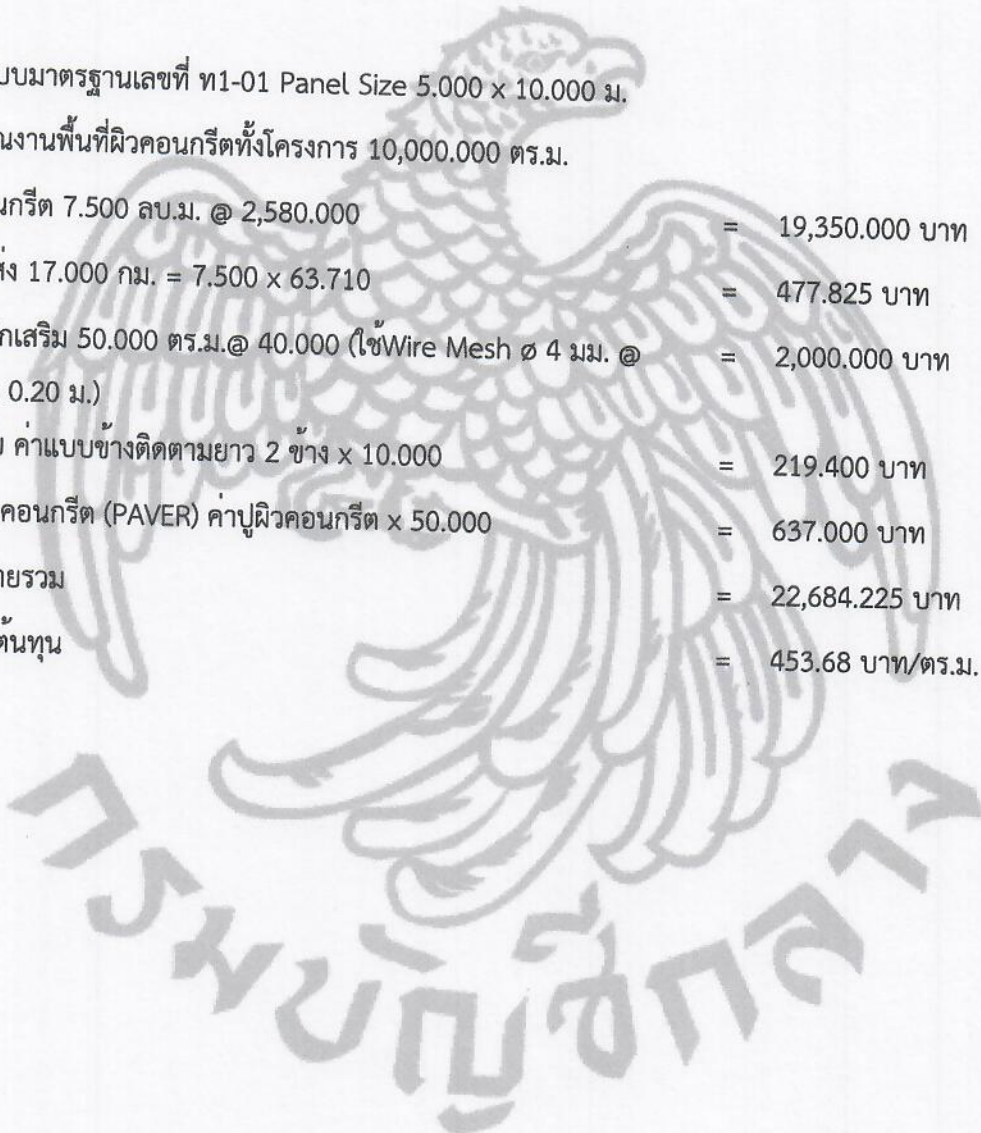 บบมาตรฐานเลขที่ ท1-01 Panel Size 5.000 x 10.000 ม.
ณงานพื้นที่ผิวคอนกรีตทั้งโครงการ 10,000.000 ตร.ม.
นกรีต 7.500 ลบ.ม. @ 2,580.000 = 19,350.000 บาท
ส่ง 17.000 กม. = 7.500 x 63.710 = 477.825 บาท
กเสริม 50.000 ตร.ม.@ 40.000 (ใช้Wire Mesh ø 4 มม. @ = 2,000.000 บาท
0.20 ม.)
ค่าแบบข้างติดตามยาว 2 ข้าง x 10.000 = 219.400 บาท
คอนกรีต (PAVER) ค่าปูผิวคอนกรีต x 50.000 = 637.000 บาท
ายรวม = 22,684.225 บาท
ต้นทุน = 453.68 บาท/ตร.ม.
กรมบัญชีกลาง